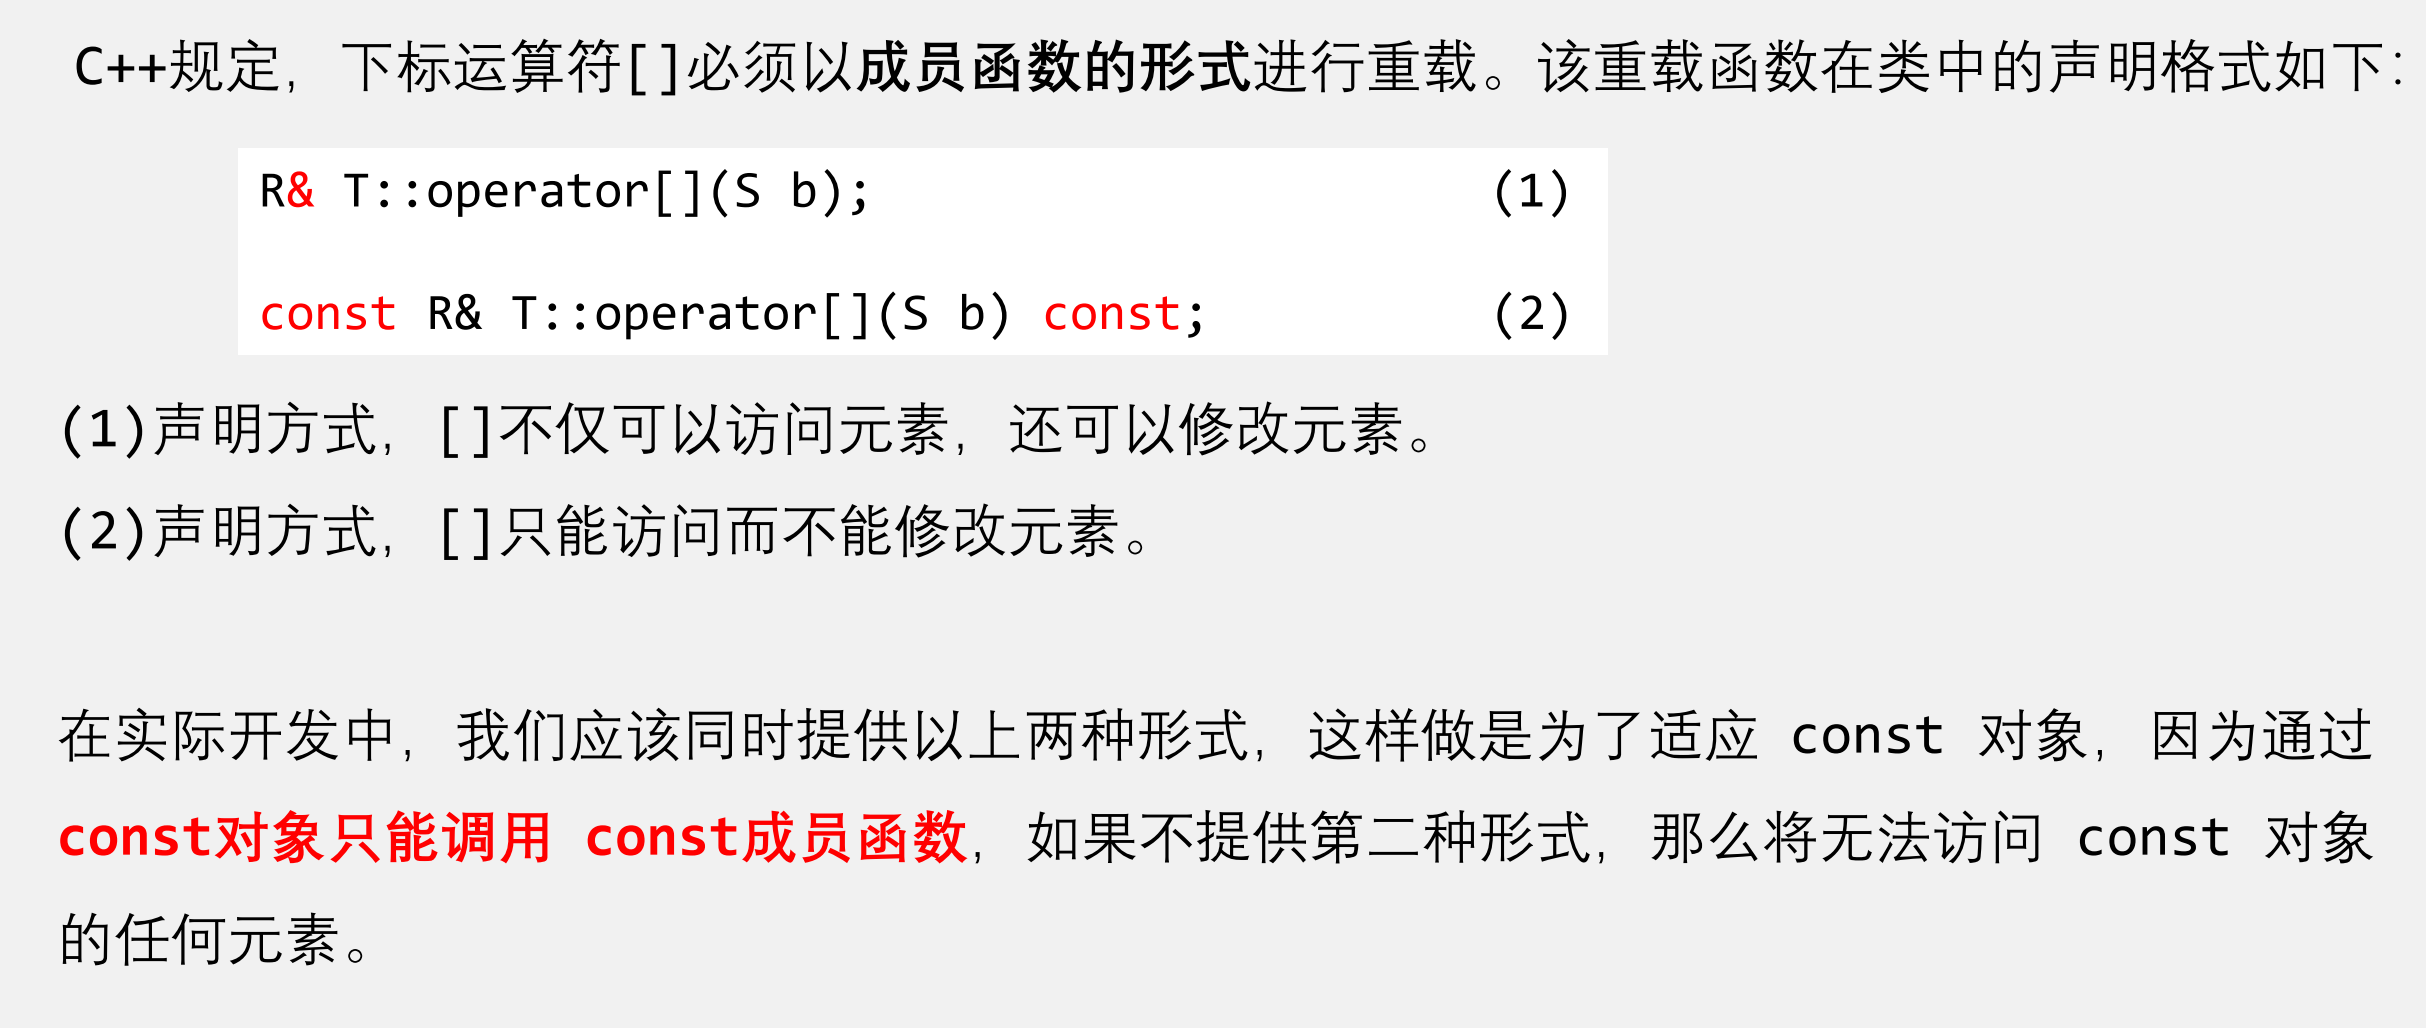 C++规定，下标运算符[]必须以成员函数的形式进行重载。该重载函数在类中的声明格式如下：
R& T::operator[](S b); (1)
const R& T::operator[](S b) const; (2)
(1)声明方式，[]不仅可以访问元素，还可以修改元素。
(2)声明方式，[]只能访问而不能修改元素。
在实际开发中，我们应该同时提供以上两种形式，这样做是为了适应 const 对象，因为通过
const对象只能调用 const成员函数，如果不提供第二种形式，那么将无法访问 const 对象
的任何元素。